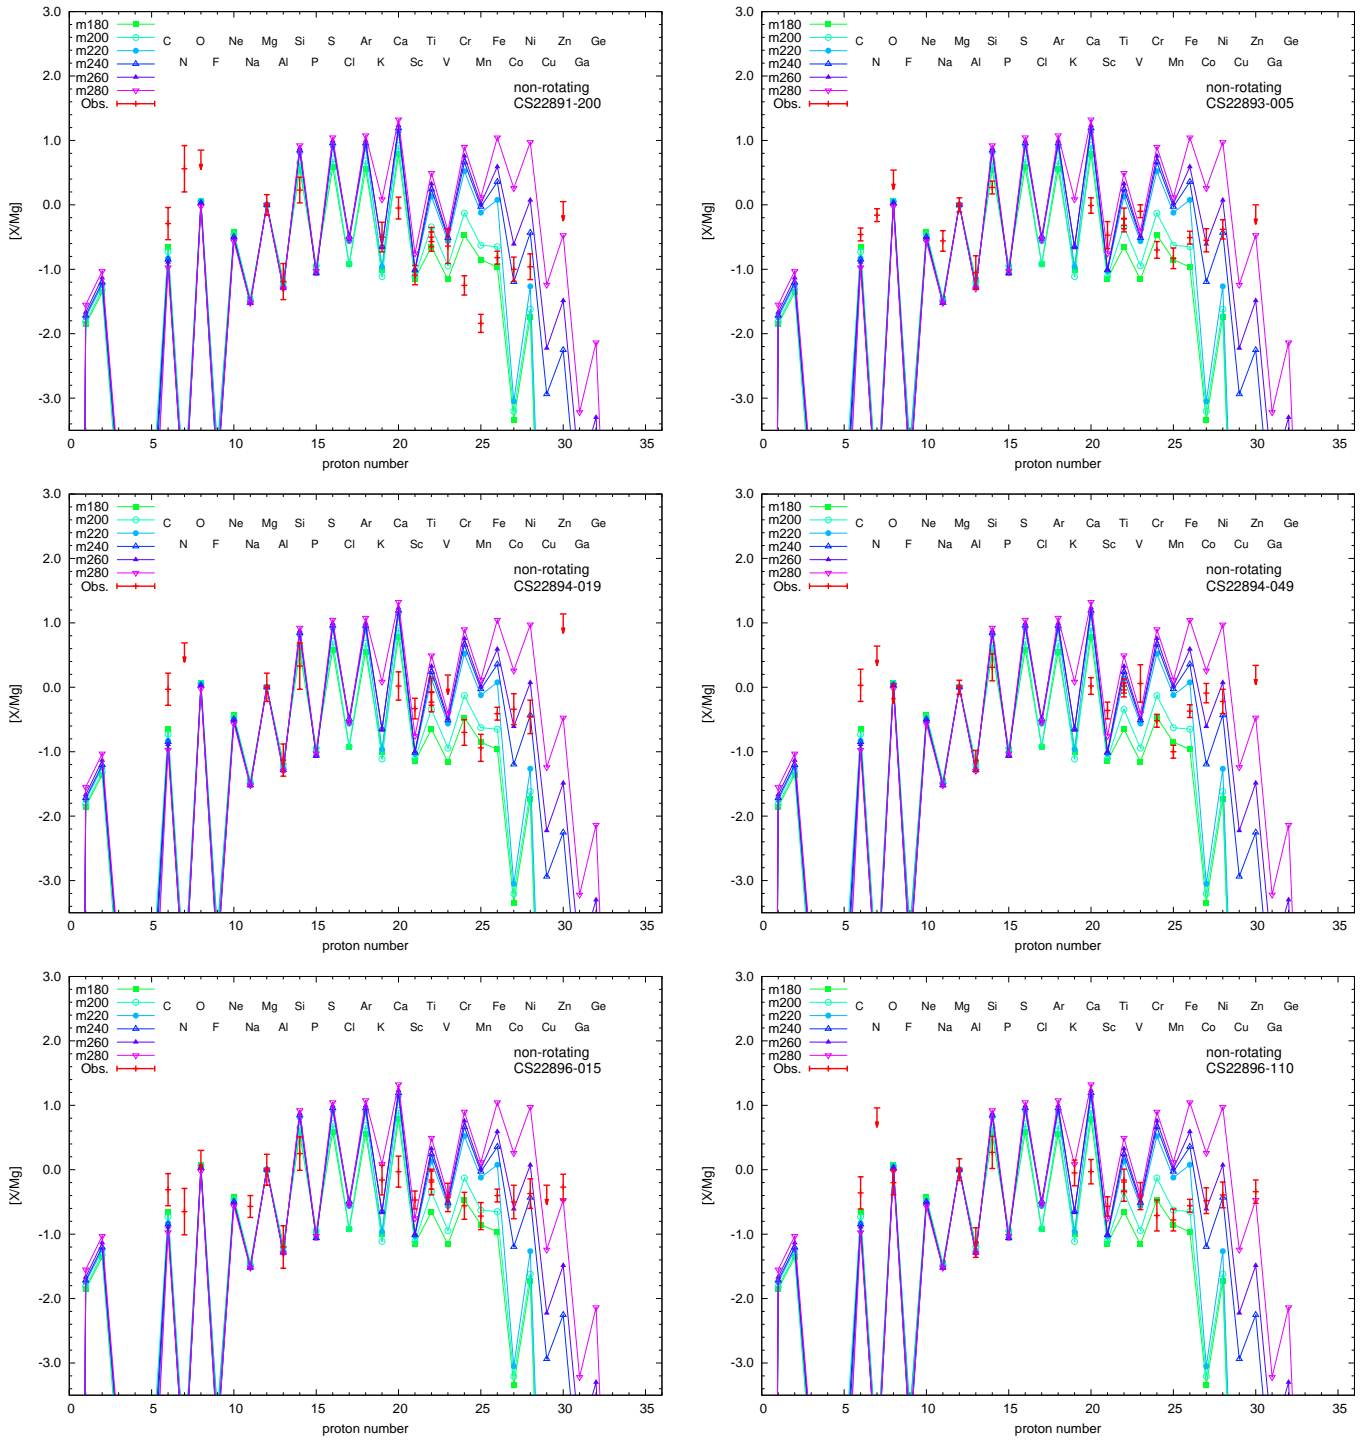 3.0
2.0
1.0
0.0
-1.0
-2.0
-3.0
[X/Mg]
m180
m200
m220
m240
m260
m280
Obs.
C O Ne Mg Si S Ar Ca Ti Cr Fe Ni Zn Ge
N F Na Al P Cl K Sc V Mn Co Cu Ga
non-rotating
CS22891-200
0 5 10 15 20 25 30 35
proton number
3.0
2.0
1.0
0.0
-1.0
-2.0
-3.0
[X/Mg]
m180
m200
m220
m240
m260
m280
Obs.
C O Ne Mg Si S Ar Ca Ti Cr Fe Ni Zn Ge
N F Na Al P Cl K Sc V Mn Co Cu Ga
non-rotating
CS22893-005
0 5 10 15 20 25 30 35
proton number
3.0
2.0
1.0
0.0
-1.0
-2.0
-3.0
[X/Mg]
m180
m200
m220
m240
m260
m280
Obs.
C O Ne Mg Si S Ar Ca Ti Cr Fe Ni Zn Ge
N F Na Al P Cl K Sc V Mn Co Cu Ga
non-rotating
CS22894-019
0 5 10 15 20 25 30 35
proton number
3.0
2.0
1.0
0.0
-1.0
-2.0
-3.0
[X/Mg]
m180
m200
m220
m240
m260
m280
Obs.
C O Ne Mg Si S Ar Ca Ti Cr Fe Ni Zn Ge
N F Na Al P Cl K Sc V Mn Co Cu Ga
non-rotating
CS22894-049
0 5 10 15 20 25 30 35
proton number
3.0
2.0
1.0
0.0
-1.0
-2.0
-3.0
[X/Mg]
m180
m200
m220
m240
m260
m280
Obs.
C O Ne Mg Si S Ar Ca Ti Cr Fe Ni Zn Ge
N F Na Al P Cl K Sc V Mn Co Cu Ga
non-rotating
CS22896-015
0 5 10 15 20 25 30 35
proton number
3.0
2.0
1.0
0.0
-1.0
-2.0
-3.0
[X/Mg]
m180
m200
m220
m240
m260
m280
Obs.
C O Ne Mg Si S Ar Ca Ti Cr Fe Ni Zn Ge
N F Na Al P Cl K Sc V Mn Co Cu Ga
non-rotating
CS22896-110
0 5 10 15 20 25 30 35
proton number